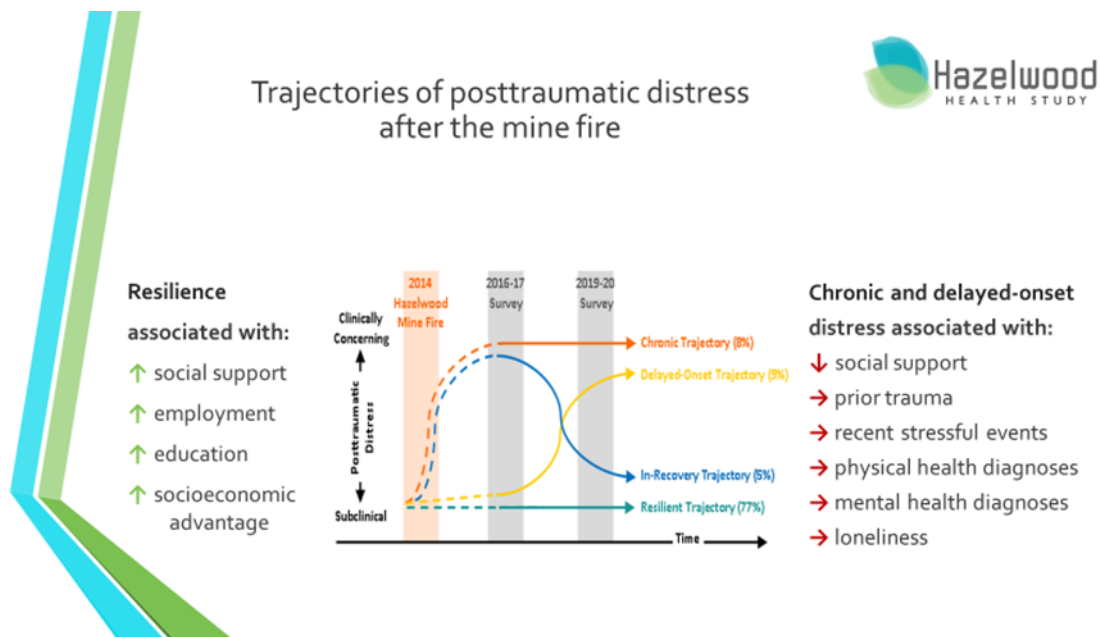 Hazelwood
HEALTH STUDY
Trajectories of posttraumatic distress
after the mine fire
Resilience
associated with:
↑ social support
↑ employment
↑ education
↑ socioeconomic
advantage
2014
Hazelwood
Mine Fire
2016-17
Survey
2019-20
Survey
Clinically
Concerning
Posttraumatic
Distress
Subclinical
Chronic Trajectory (8%)
Delayed-Onset Trajectory (9%)
In-Recovery Trajectory (5%)
Resilient Trajectory (77%)
Time
Chronic and delayed-onset
distress associated with:
↓ social support
→ prior trauma
→ recent stressful events
→ physical health diagnoses
→ mental health diagnoses
→ loneliness